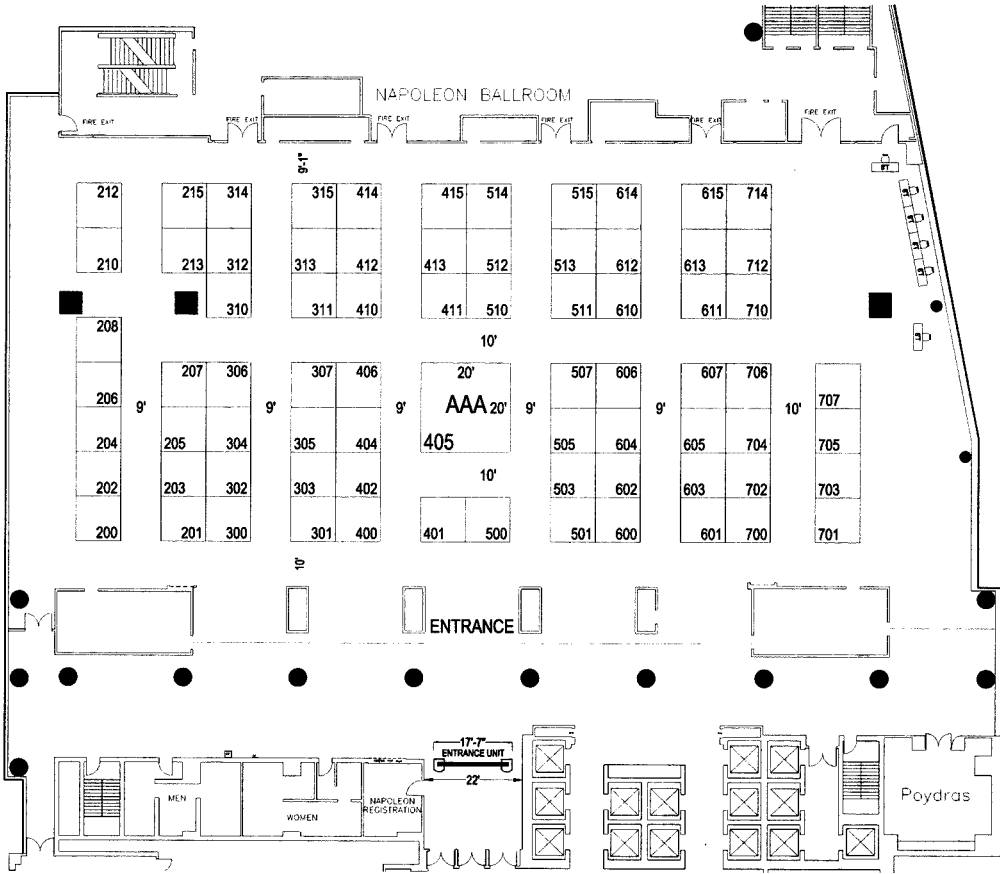 NAPOLEON BALLROOM
FIRE EXIT
FIRE EXIT
FIRE EXIT
FIRE EXIT
FIRE EXIT
FIRE EXIT
9'-1"
212 215 314 315 414 415 514 515 614 615 714
210 213 312 313 412 413 512 513 612 613 712
310 311 410 411 510 511 610 611 710
208
10'
207 306 307 406 20' 507 606 607 706
206 9' 9' 9' AAA 20' 9' 9' 10' 707
204 205 304 305 404 405 505 604 605 704 705
202 203 302 303 402 10' 503 602 603 702 703
200 201 300 301 400 401 500 501 600 601 700 701
10'
ENTRANCE
17'-7"
ENTRANCE UNIT
22'
MEN
WOMEN
NAPOLEON
REGISTRATION
Poydras